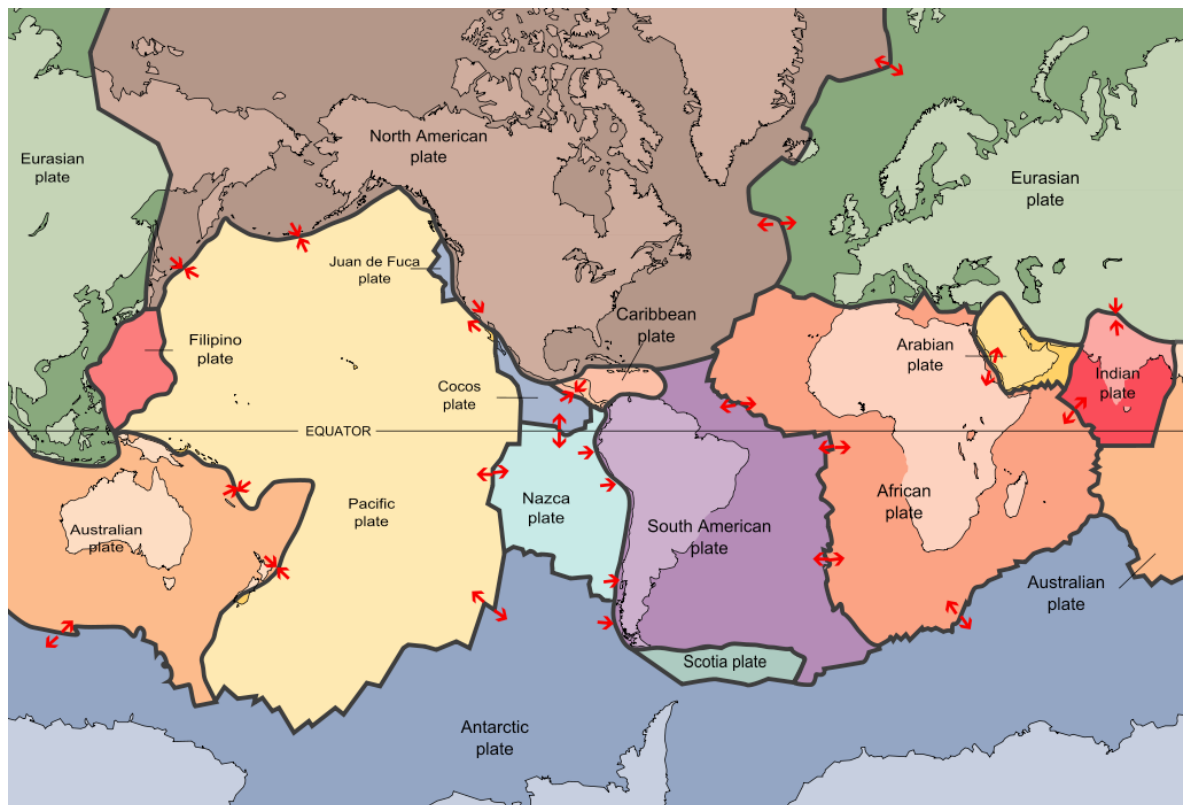 North American
plate
Eurasian
plate
Eurasian
plate
Juan de Fuca
plate
Caribbean
plate
Filipino
plate
Arabian
plate
Indian
plate
Cocos
plate
EQUATOR
Pacific
plate
Nazca
plate
African
plate
South American
plate
Australian
plate
Australian
plate
Scotia plate
Antarctic
plate